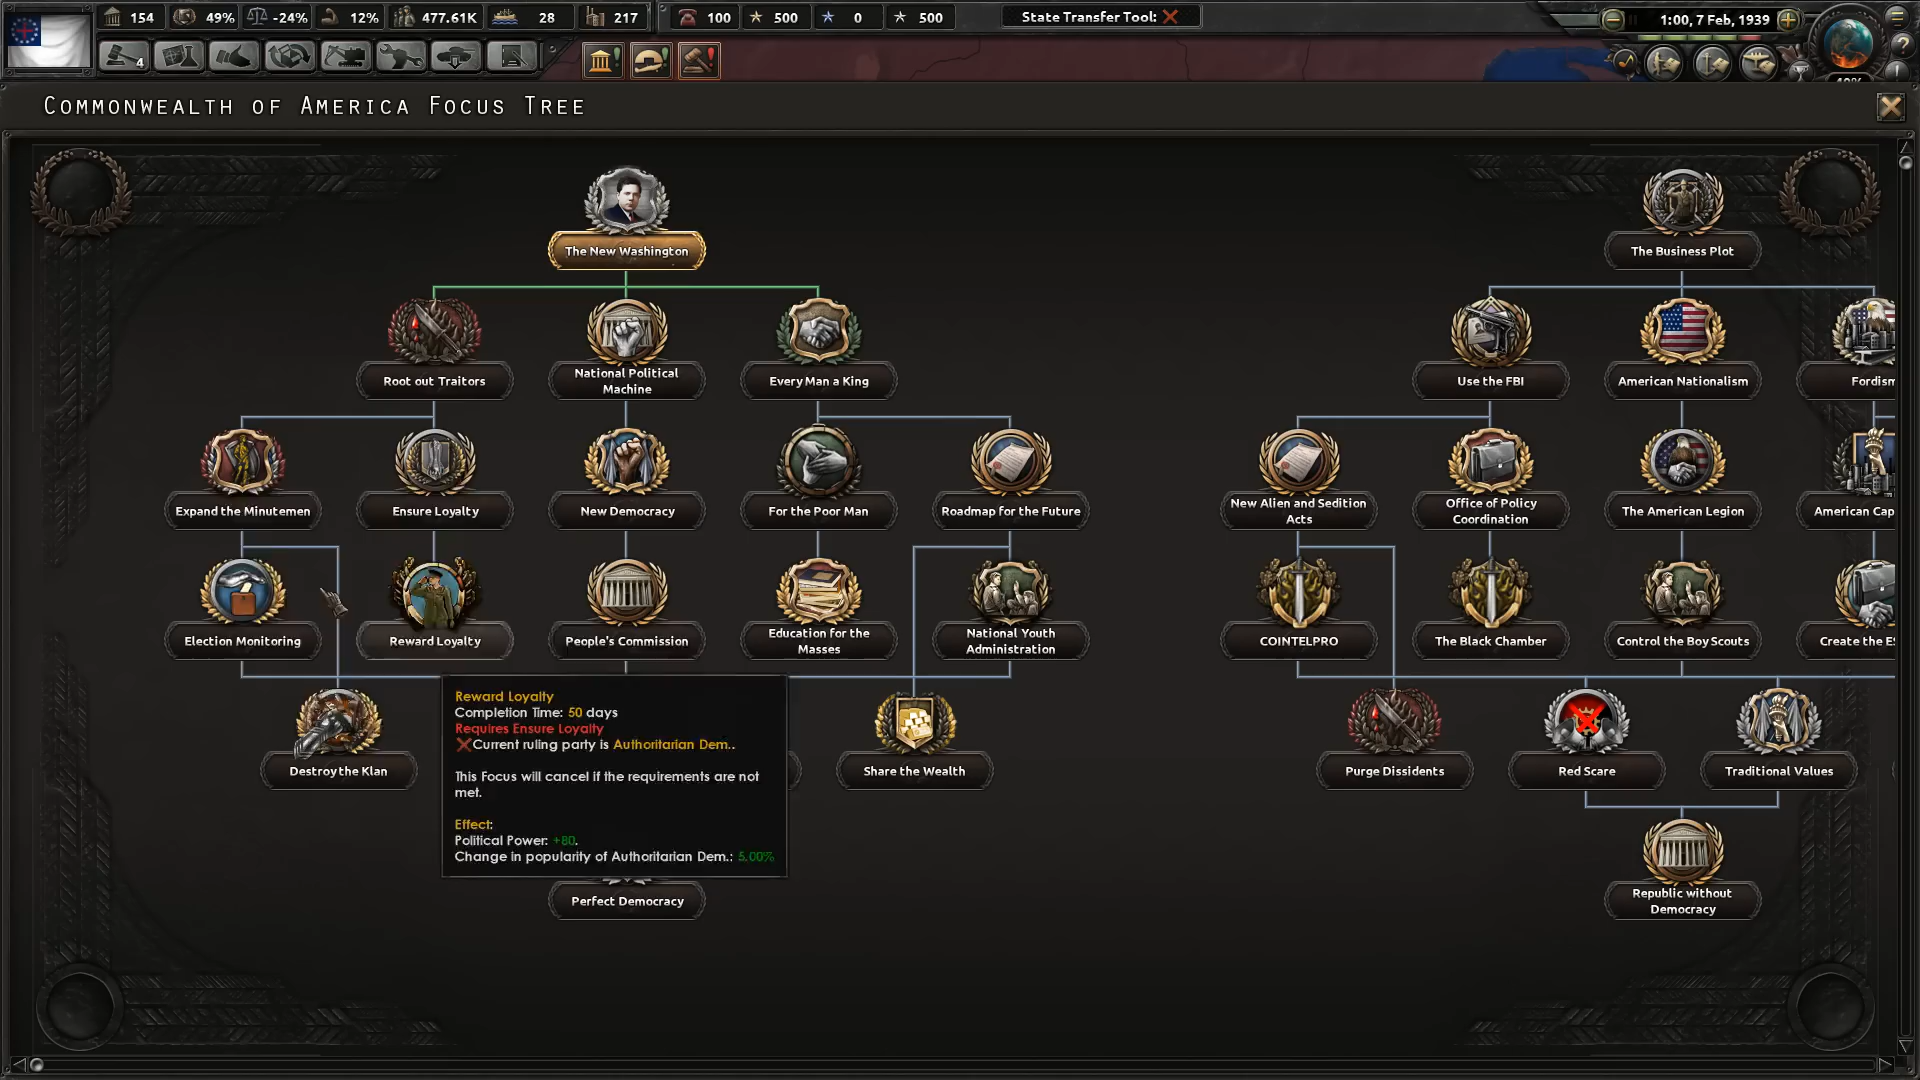 154
49%
-24%
12%
477.61K
28
217
100
500
0
500
State Transfer Tool:
1:00, 7 Feb, 1939
4
Commonwealth of America Focus Tree
The New Washington
The Business Plot
Root out Traitors
National Political
Machine
Every Man a King
Use the FBI
American Nationalism
Fordism
Expand the Minutemen
Ensure Loyalty
New Democracy
For the Poor Man
Roadmap for the Future
New Alien and Sedition
Acts
Office of Policy
Coordination
The American Legion
American Cap
Election Monitoring
Reward Loyalty
People's Commission
Education for the
Masses
National Youth
Administration
COINTELPRO
The Black Chamber
Control the Boy Scouts
Create the ES
Reward Loyalty
Completion Time: 50 days
Requires Ensure Loyalty
Current ruling party is Authoritarian Dem..
This Focus will cancel if the requirements are not
met.
Effect:
Political Power: +80.
Change in popularity of Authoritarian Dem.: 5.00%
Destroy the Klan
Share the Wealth
Purge Dissidents
Red Scare
Traditional Values
Perfect Democracy
Republic without
Democracy